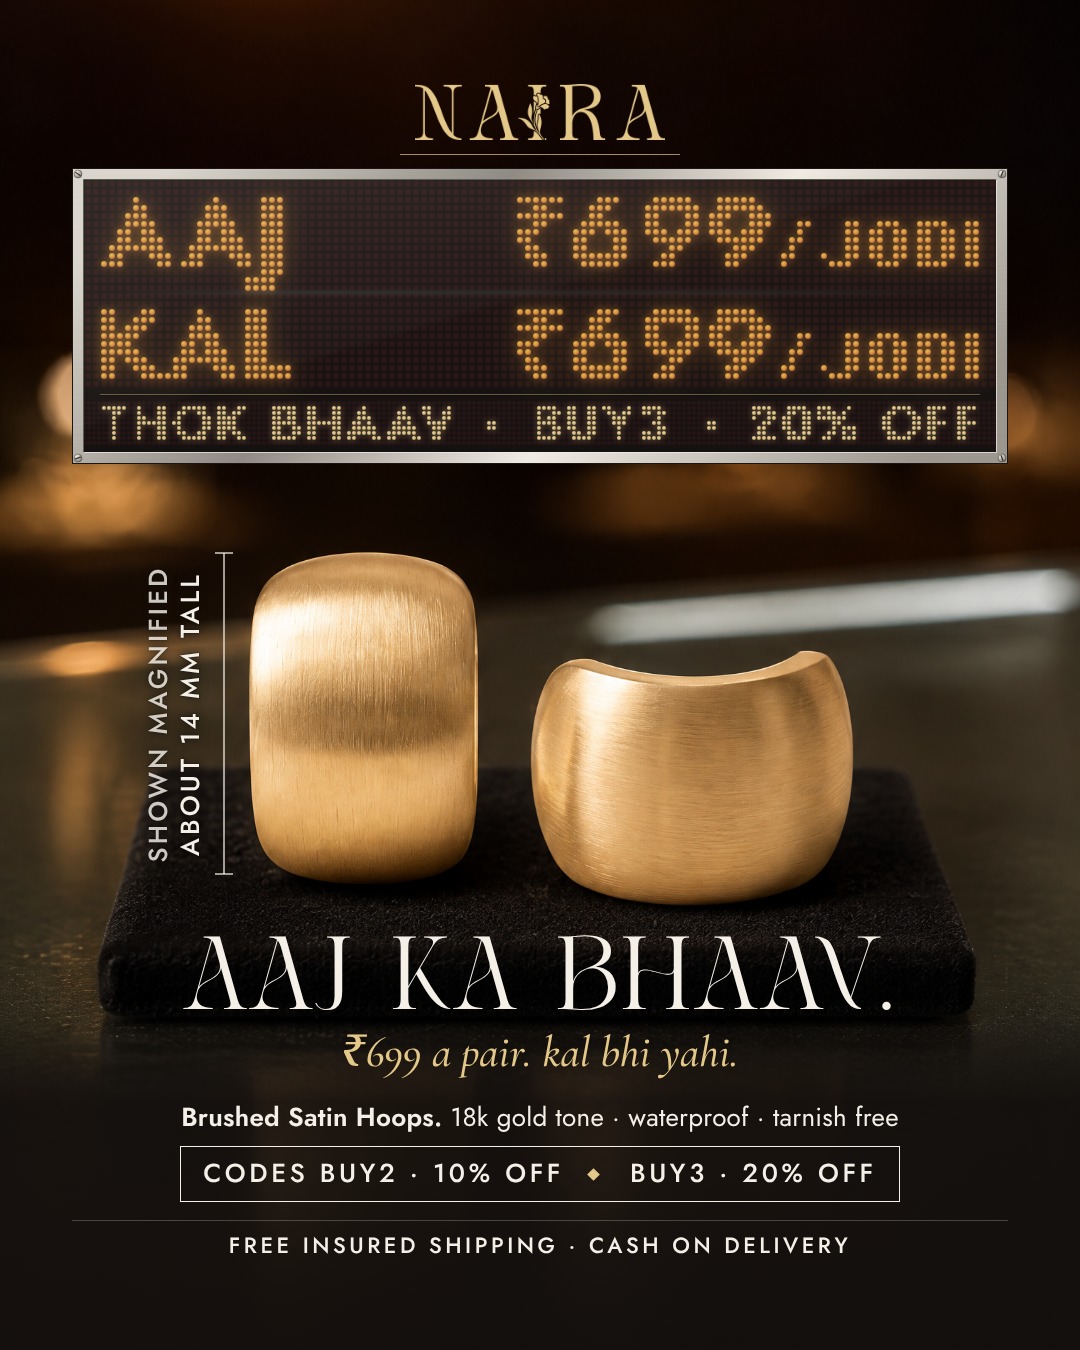 NAIRA
AAJ ₹699/JODI
KAL ₹699/JODI
THOK BHAAV · BUY3 · 20% OFF
SHOWN MAGNIFIED
ABOUT 14 MM TALL
AAJ KA BHAAV.
₹699 a pair. kal bhi yahi.
Brushed Satin Hoops. 18k gold tone · waterproof · tarnish free
CODES BUY2 · 10% OFF ◆ BUY3 · 20% OFF
FREE INSURED SHIPPING · CASH ON DELIVERY